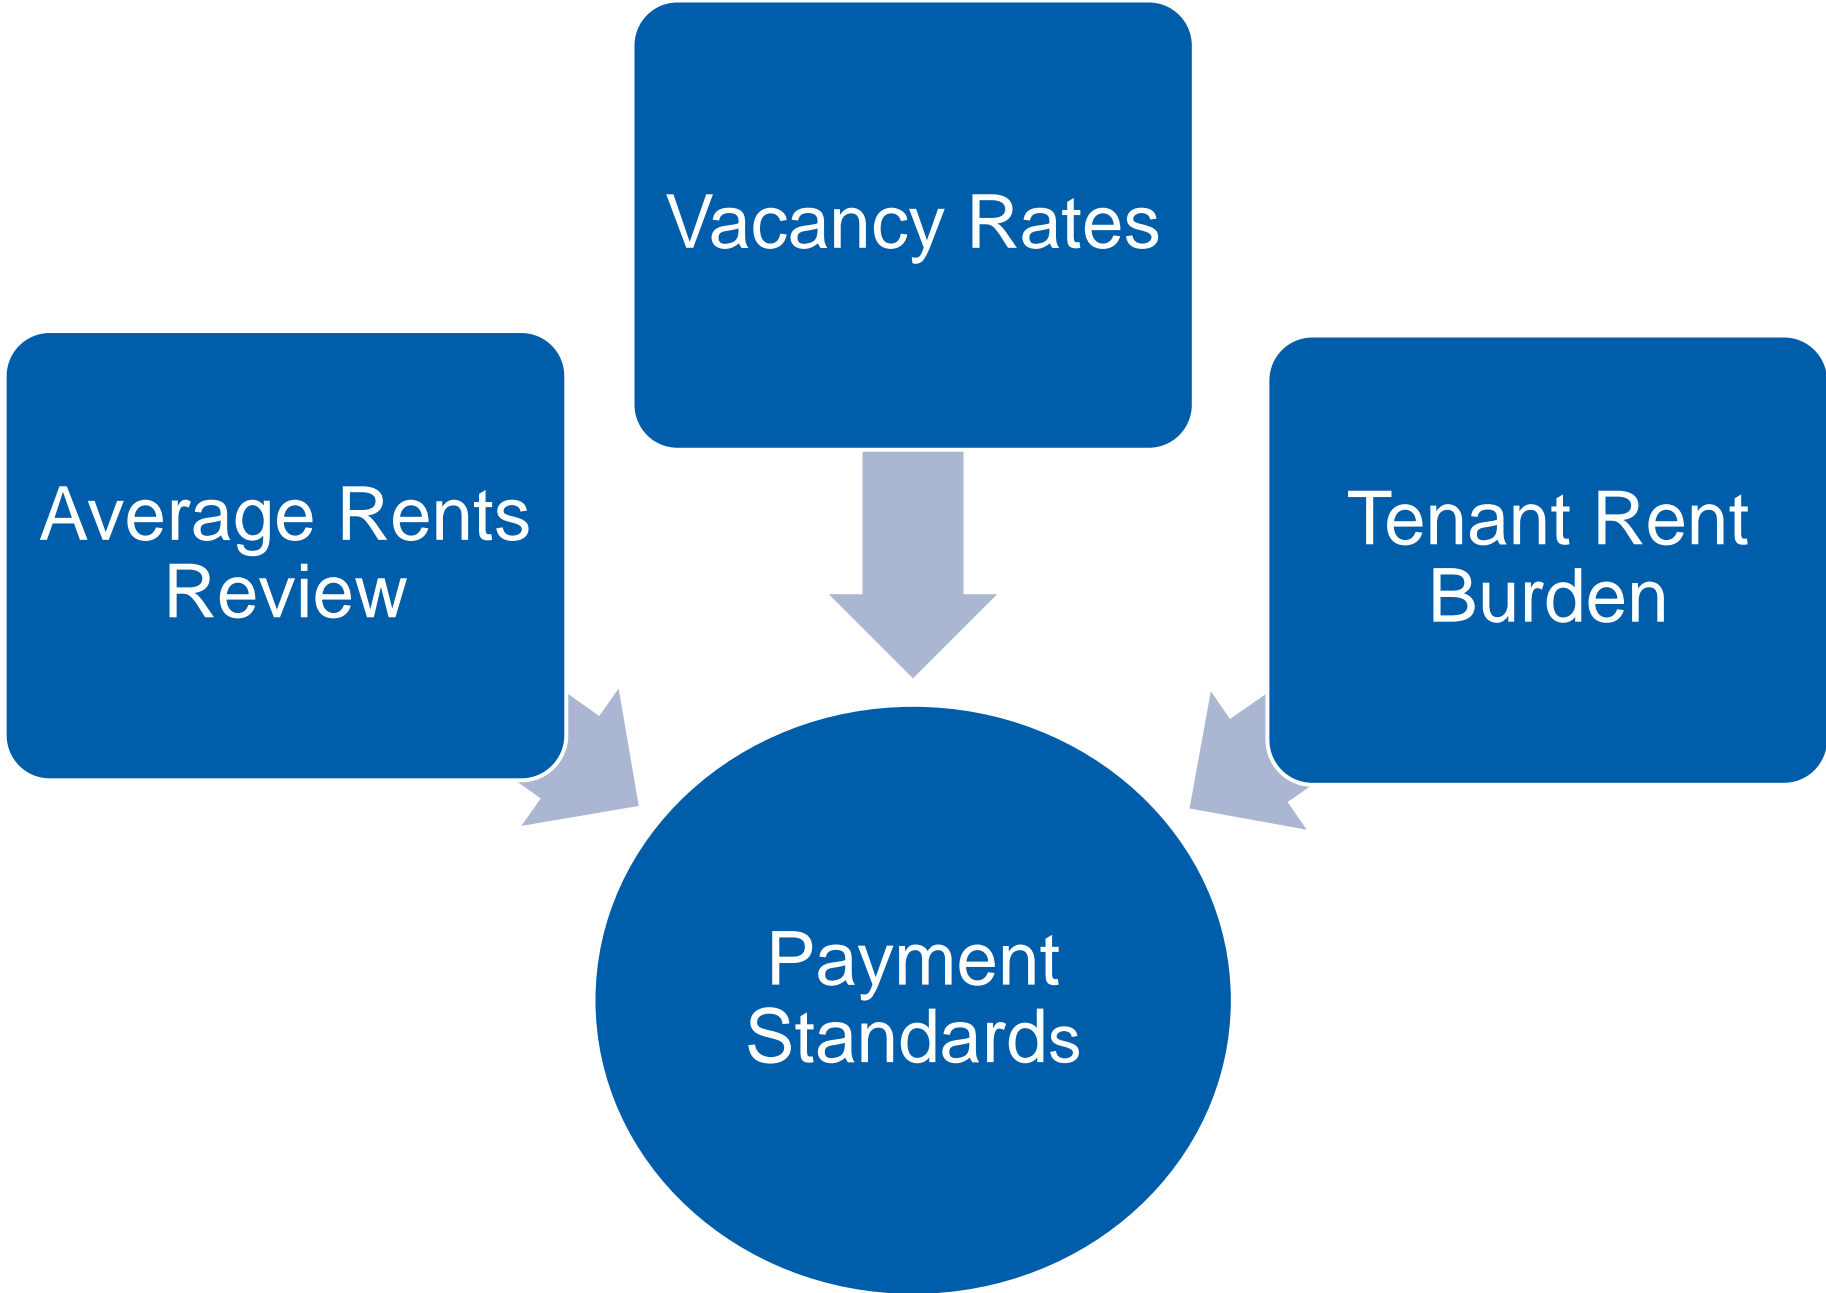 Vacancy Rates
Average Rents
Review
Tenant Rent
Burden
Payment
Standards